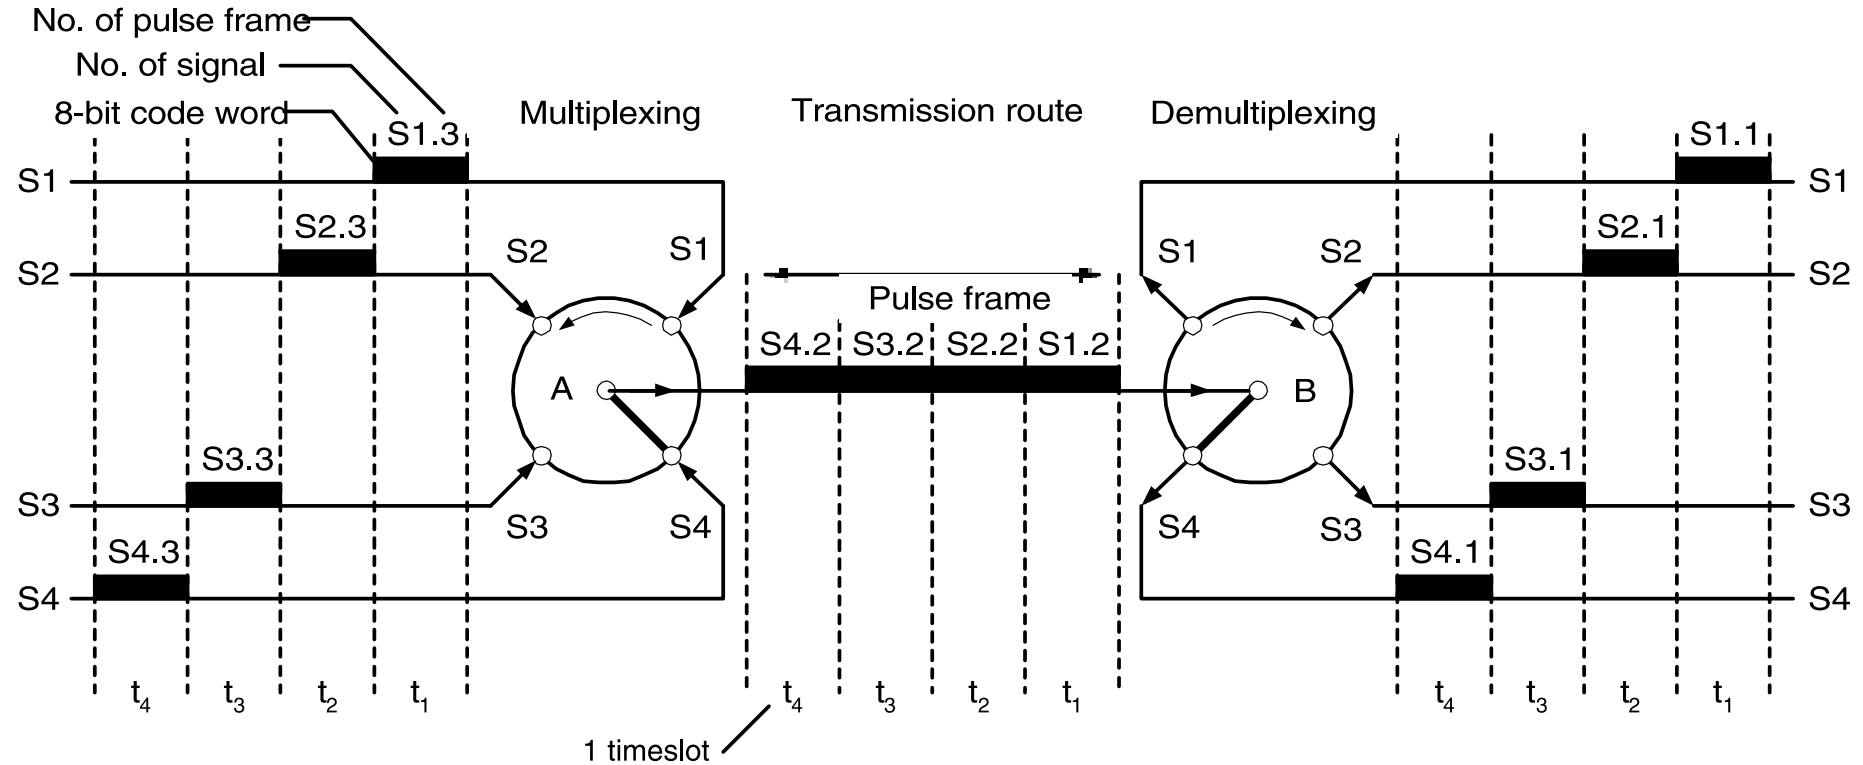 No. of pulse frame
No. of signal
8-bit code word
Multiplexing
Transmission route
Demultiplexing
S1.3
S1.1
S1
S1
S2.3
S2.1
S2
S2
S1
S1
S2
S2
Pulse frame
S4.2 S3.2 S2.2 S1.2
A
B
S3.3
S3.1
S3
S3
S3
S4
S4
S3
S4.3
S4.1
S4
S4
t4 t3 t2 t1
t4 t3 t2 t1
t4 t3 t2 t1
1 timeslot